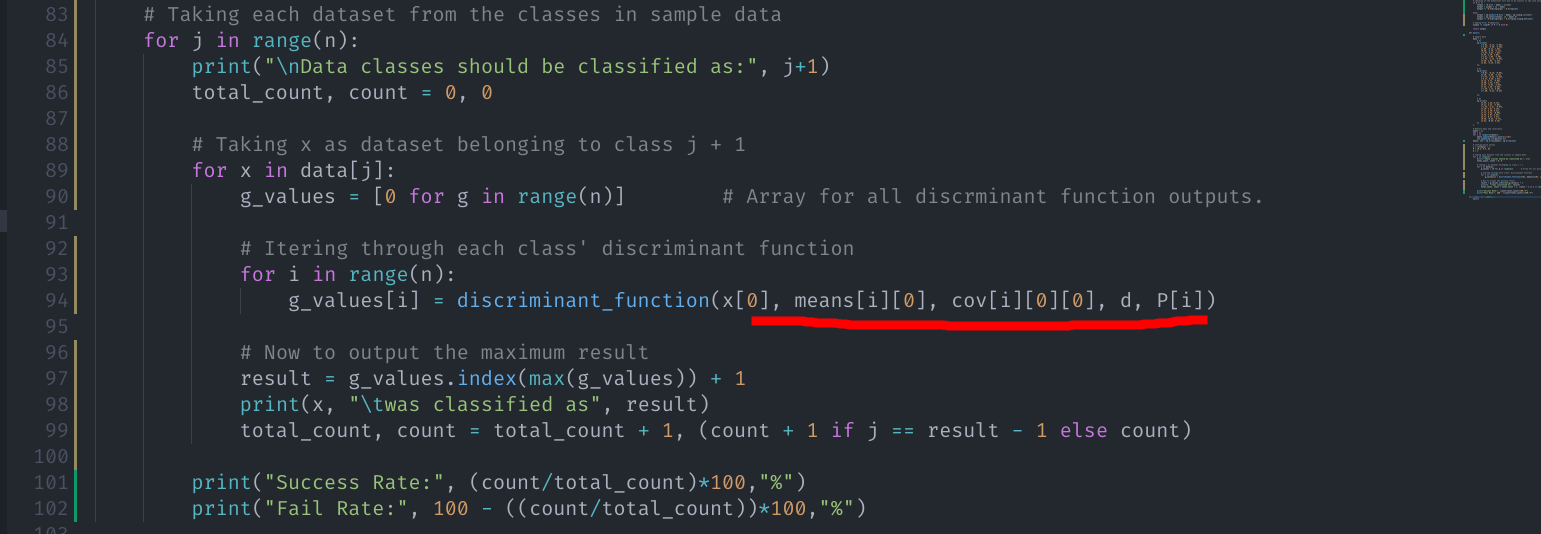 83 # Taking each dataset from the classes in sample data
84 for j in range(n):
85 print("\nData classes should be classified as:", j+1)
86 total_count, count = 0, 0
87
88 # Taking x as dataset belonging to class j + 1
89 for x in data[j]:
90 g_values = [0 for g in range(n)] # Array for all discrminant function outputs.
91
92 # Itering through each class' discriminant function
93 for i in range(n):
94 g_values[i] = discriminant_function(x[0], means[i][0], cov[i][0][0], d, P[i])
95
96 # Now to output the maximum result
97 result = g_values.index(max(g_values)) + 1
98 print(x, "\twas classified as", result)
99 total_count, count = total_count + 1, (count + 1 if j == result - 1 else count)
100
101 print("Success Rate:", (count/total_count)*100,"%")
102 print("Fail Rate:", 100 - ((count/total_count))*100,"%")
103